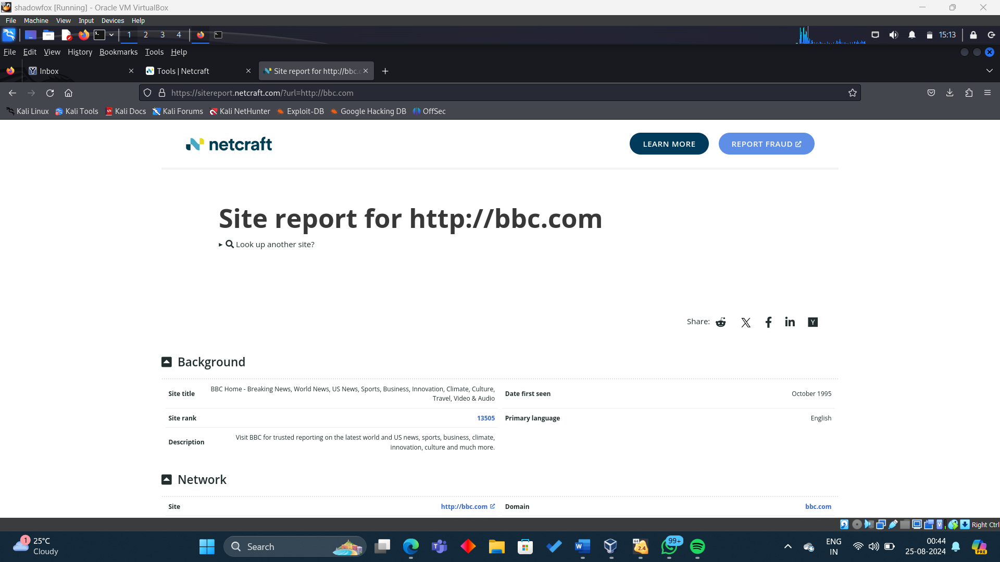 shadowfox [Running] - Oracle VM VirtualBox
File Machine View Input Devices Help
1 2 3 4 15:13
File Edit View History Bookmarks Tools Help
Inbox Tools | Netcraft Site report for http://bbc.c
https://sitereport.netcraft.com/?url=http://bbc.com
Kali Linux Kali Tools Kali Docs Kali Forums Kali NetHunter Exploit-DB Google Hacking DB OffSec
netcraft LEARN MORE REPORT FRAUD
Site report for http://bbc.com
Look up another site?
Share:
Background
Site title BBC Home - Breaking News, World News, US News, Sports, Business, Innovation, Climate, Culture,
Travel, Video & Audio
Date first seen October 1995
Site rank 13505 Primary language English
Description Visit BBC for trusted reporting on the latest world and US news, sports, business, climate,
innovation, culture and much more.
Network
Site http://bbc.com Domain bbc.com
Right Ctrl
1 25°C
Cloudy
Search
64
2.4
99+
ENG
IN
00:44
25-08-2024
PRE